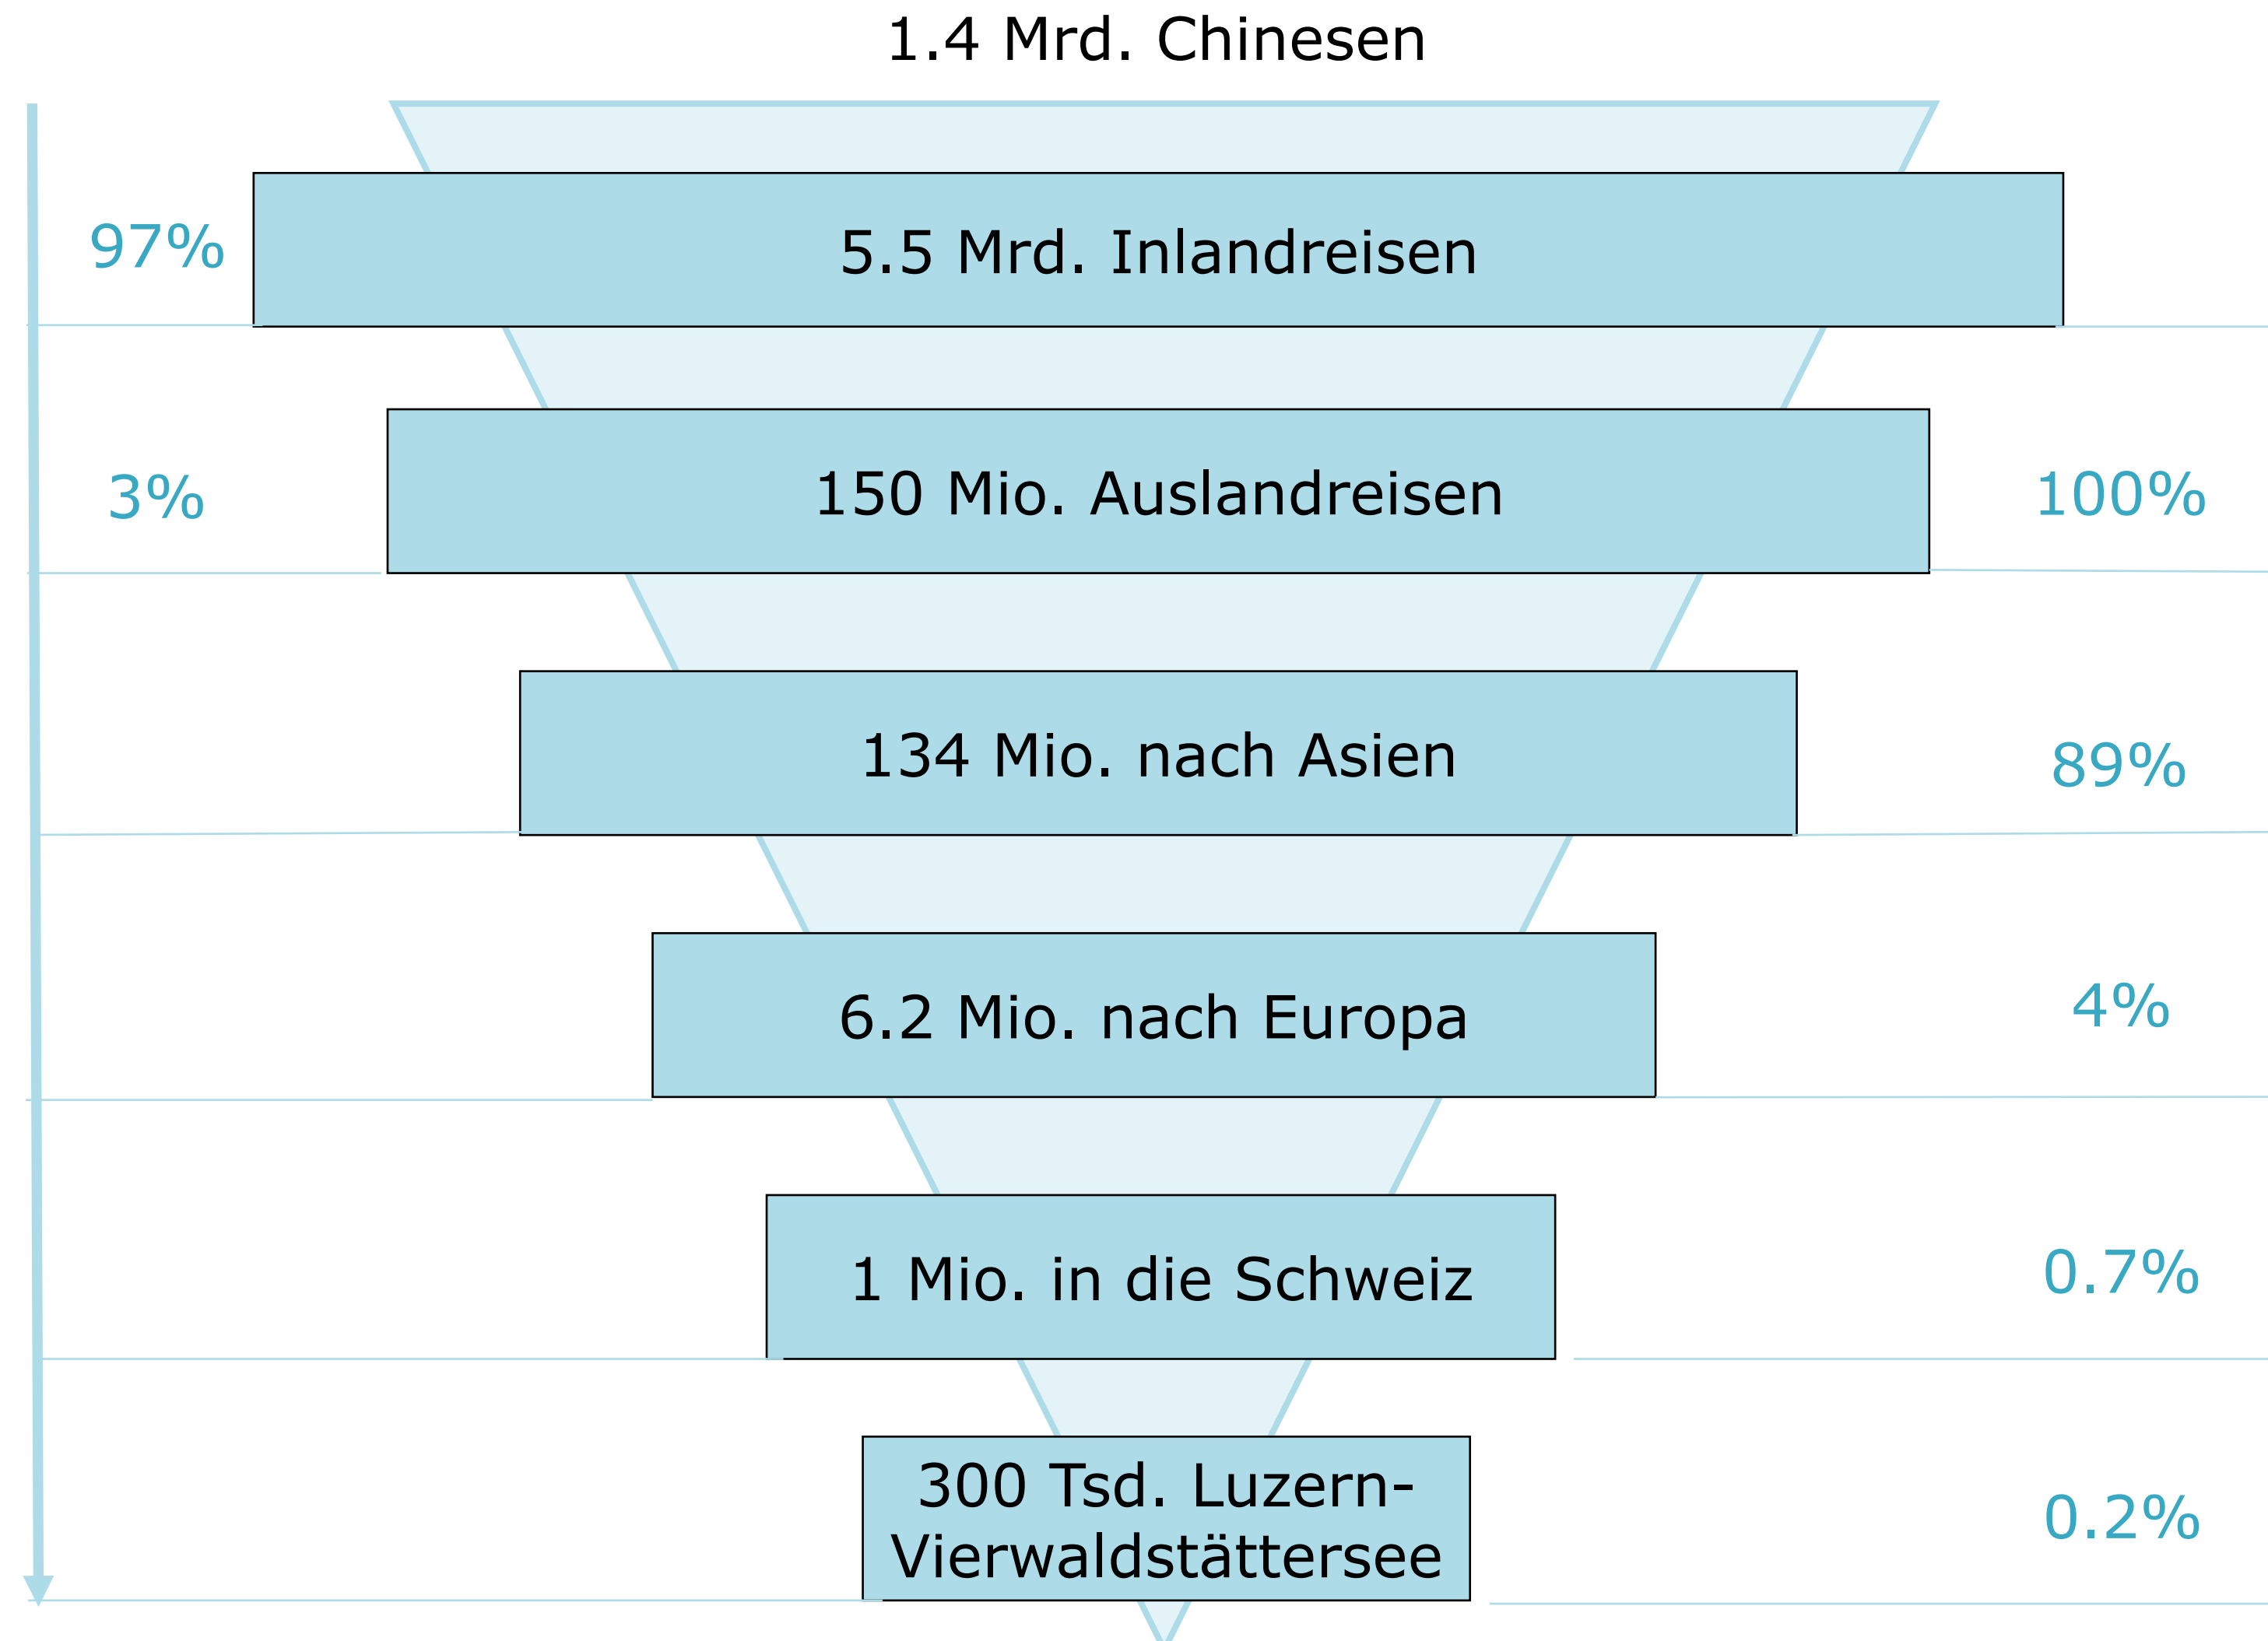 1.4 Mrd. Chinesen
97%
5.5 Mrd. Inlandreisen
3%
150 Mio. Auslandreisen
100%
134 Mio. nach Asien
89%
6.2 Mio. nach Europa
4%
1 Mio. in die Schweiz
0.7%
300 Tsd. Luzern-
Vierwaldstättersee
0.2%